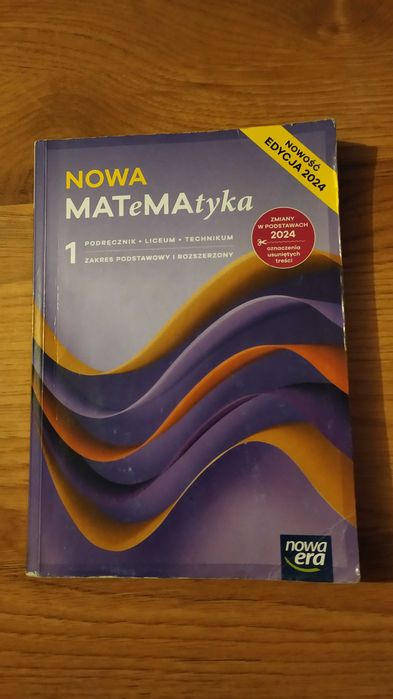 NOWOŚĆ
EDYCJA 2024
NOWA
MATeMAtyka
1
PODRĘCZNIK • LICEUM • TECHNIKUM
ZAKRES PODSTAWOWY I ROZSZERZONY
ZMIANY
W PODSTAWACH
2024
oznaczenia
usuniętych
treści
nowa
era